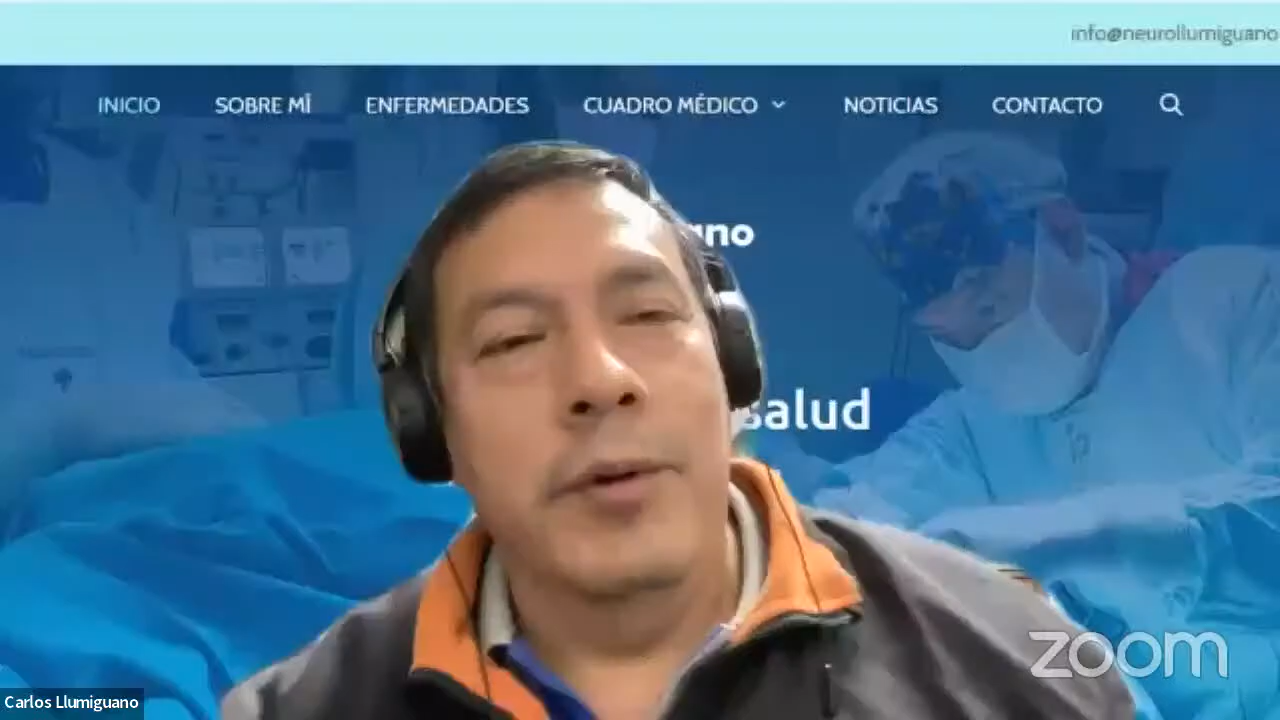 info@neurollumiguano
INICIO SOBRE MÍ ENFERMEDADES CUADRO MÉDICO NOTICIAS CONTACTO
salud
zoom
Carlos Llumiguano